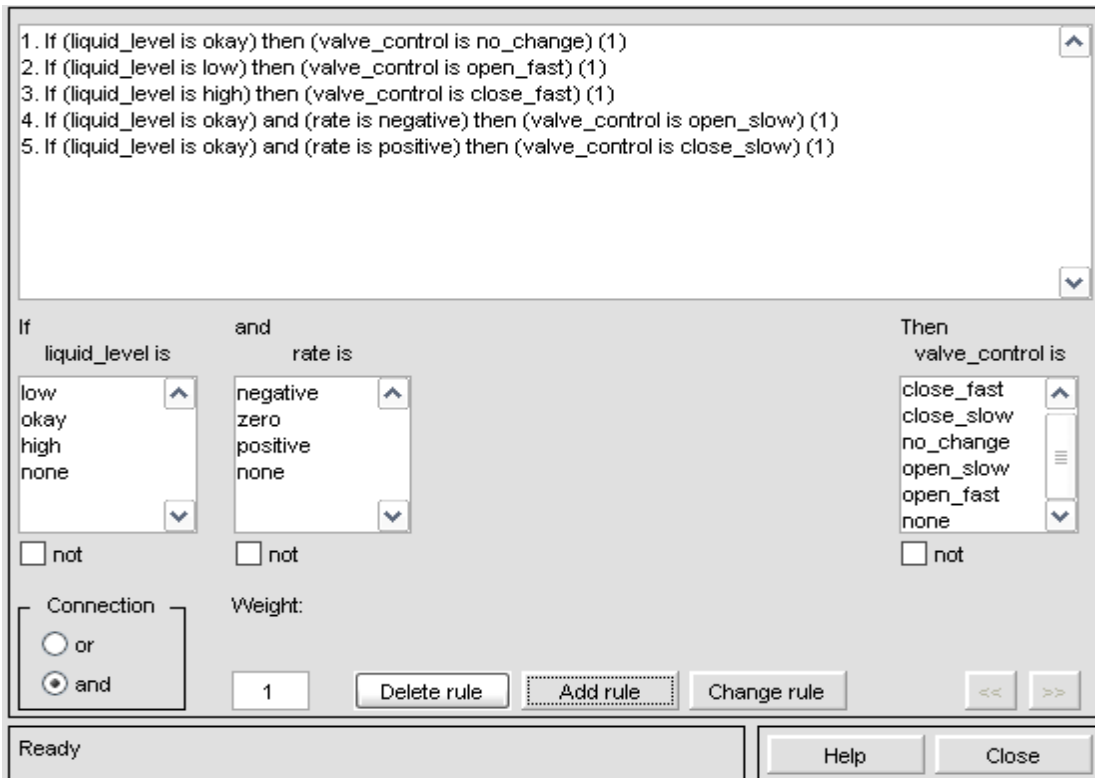 1. If (liquid_level is okay) then (valve_control is no_change) (1)
2. If (liquid_level is low) then (valve_control is open_fast) (1)
3. If (liquid_level is high) then (valve_control is close_fast) (1)
4. If (liquid_level is okay) and (rate is negative) then (valve_control is open_slow) (1)
5. If (liquid_level is okay) and (rate is positive) then (valve_control is close_slow) (1)
If
liquid_level is
low
okay
high
none
not
and
rate is
negative
zero
positive
none
not
Then
valve_control is
close_fast
close_slow
no_change
open_slow
open_fast
none
not
Connection
or
and
Weight:
1
Delete rule
Add rule
Change rule
<<
>>
Ready
Help
Close